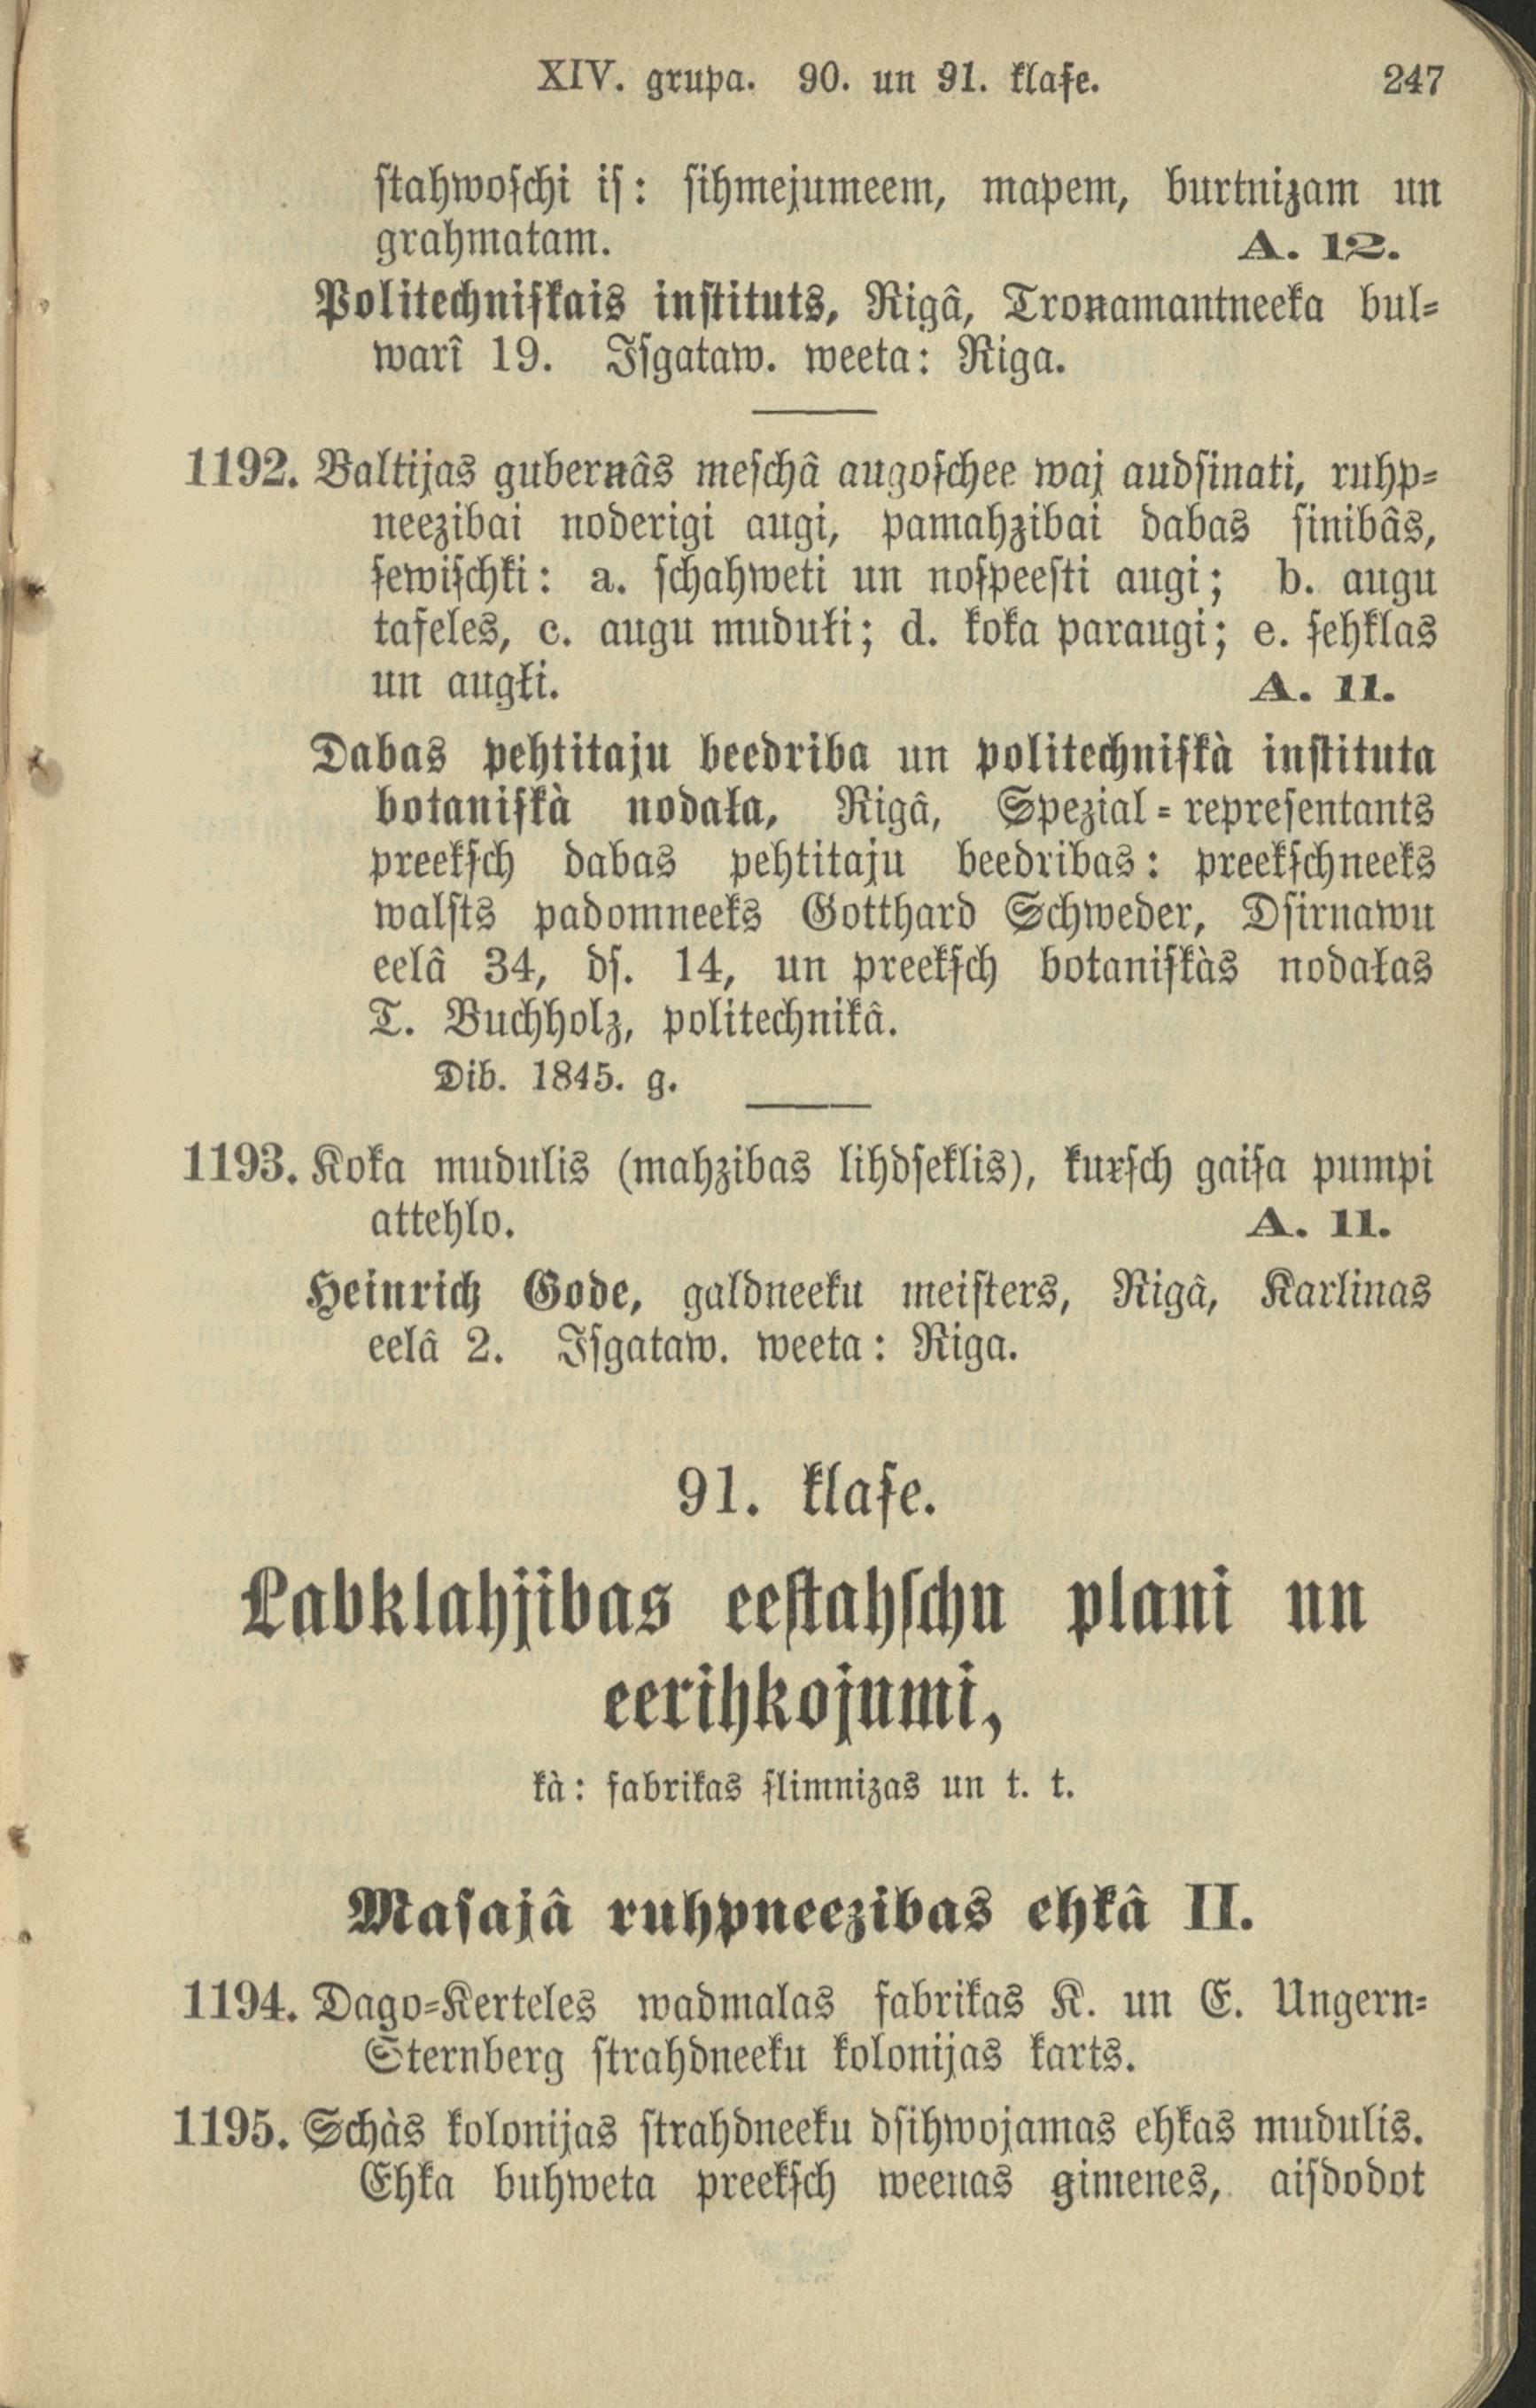 XIV. grupa. 90. un 91. klaſe. 247
ſtahwoſchi iſ: ſihmejumeem, mapem, burtnizam un
grahmatam. A. 12.
Politechniſkais inſtituts, Rigâ, Tronamantneeka bul-
warî 19. Iſgataw. weeta: Riga.
1192. Baltijas gubernâs meſchâ augoſchee waj audſinati, ruhp-
neezibai noderigi augi, pamahzibai dabas ſinibâs,
ſewiſchki: a. ſchahweti un noſpeeſti augi; b. augu
tafeles, c. augu mudułi; d. koka paraugi; e. ſehklas
un augłi. A. 11.
Dabas pehtitaju beedriba un politechniſkà inſtituta
botaniſkà nodała, Rigâ, Spezial-repreſentants
preekſch dabas pehtitaju beedribas: preekſchneeks
walſts padomneeks Gotthard Schweder, Dſirnawu
eelâ 34, dſ. 14, un preekſch botaniſkàs nodałas
T. Buchholz, politechnikâ.
Dib. 1845. g.
1193. Koka mudulis (mahzibas lihdſeklis), kuꞧſch gaiſa pumpi
attehlo. A. 11.
Heinrich Gode, galdneeku meiſters, Rigâ, Karlinas
eelâ 2. Iſgataw. weeta: Riga.
91. klaſe.
Labklahjibas eeſtahſchu plani un
eerihkojumi,
kà: fabrikas ſlimnizas un t. t.
Maſajâ ruhpneezibas ehkâ II.
1194. Dago-Kerteles wadmalas fabrikas K. un E. Ungern-
Sternberg ſtrahdneeku kolonijas karts.
1195. Schàs kolonijas ſtrahdneeku dſihwojamas ehkas mudulis.
Ehka buhweta preekſch weenas gimenes, aiſdodot